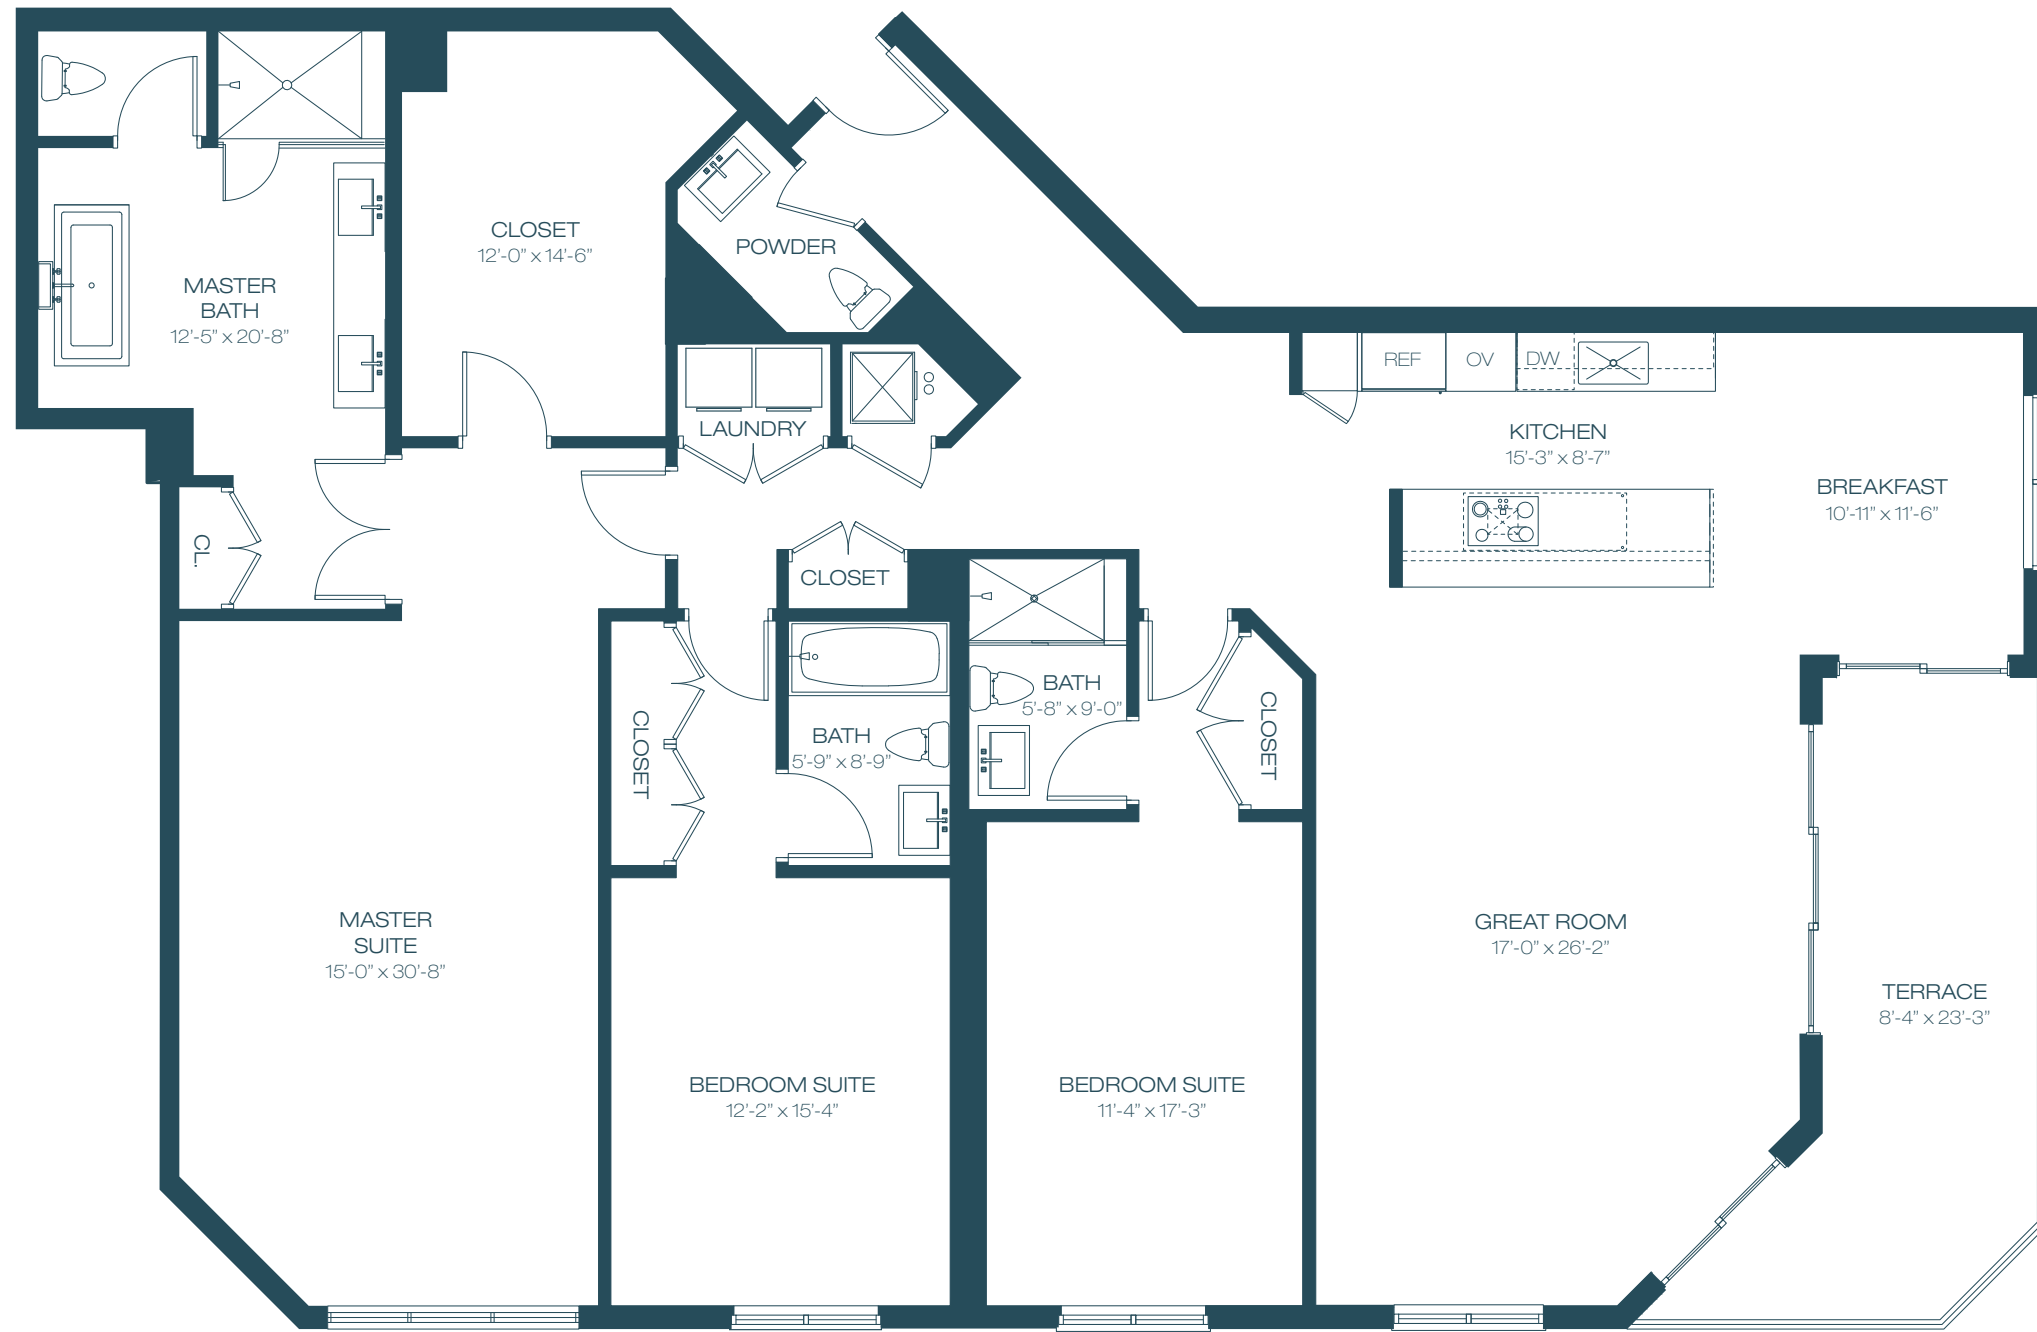 CLOSET
12'-0" x 14'-6"
POWDER
MASTER
BATH
12'-5" x 20'-8"
REF
OV
DW
LAUNDRY
KITCHEN
15'-3" x 8'-7"
BREAKFAST
10'-11" x 11'-6"
CL.
CLOSET
BATH
5'-8" x 9'-0"
CLOSET
CLOSET
BATH
5'-9" x 8'-9"
MASTER
SUITE
15'-0" x 30'-8"
GREAT ROOM
17'-0" x 26'-2"
TERRACE
8'-4" x 23'-3"
BEDROOM SUITE
12'-2" x 15'-4"
BEDROOM SUITE
11'-4" x 17'-3"